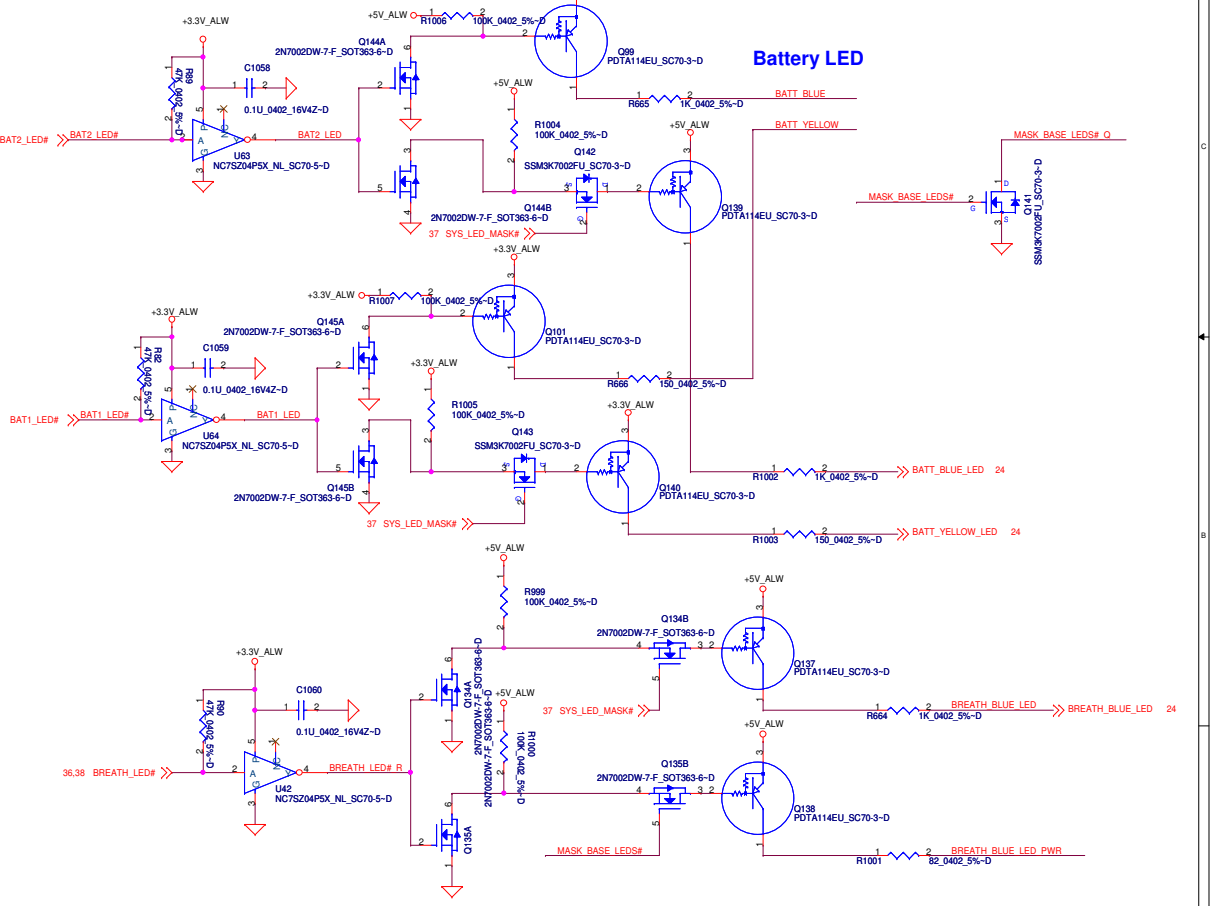 +5V_ALW
R1006
1 2
100K_0402_5%~D
+3.3V_ALW
2N7002DW-7-F_SOT363-6~D
Q144A
Q99
PDTA114EU_SC70-3~D
Battery LED
R89
47K_0402_5%~D
C1058
0.1U_0402_16V4Z~D
+5V_ALW
R665
1K_0402_5%~D
BATT_BLUE
R1004
100K_0402_5%~D
+5V_ALW
BATT_YELLOW
BAT2_LED#
BAT2_LED#
BAT2_LED
U63
NC7SZ04P5X_NL_SC70-5~D
Q142
SSM3K7002FU_SC70-3~D
MASK_BASE_LEDS#_Q
C
MASK_BASE_LEDS#
Q141
SSM3K7002FU_SC70-3~D
Q144B
2N7002DW-7-F_SOT363-6~D
Q139
PDTA114EU_SC70-3~D
37 SYS_LED_MASK#
+3.3V_ALW
+3.3V_ALW
R1007
100K_0402_5%~D
+3.3V_ALW
Q145A
2N7002DW-7-F_SOT363-6~D
Q101
PDTA114EU_SC70-3~D
R82
47K_0402_5%~D
C1059
0.1U_0402_16V4Z~D
+3.3V_ALW
R666
150_0402_5%~D
R1005
100K_0402_5%~D
+3.3V_ALW
BAT1_LED#
BAT1_LED#
BAT1_LED
U64
NC7SZ04P5X_NL_SC70-5~D
Q143
SSM3K7002FU_SC70-3~D
Q145B
2N7002DW-7-F_SOT363-6~D
Q140
PDTA114EU_SC70-3~D
R1002
1K_0402_5%~D
BATT_BLUE_LED 24
37 SYS_LED_MASK#
R1003
150_0402_5%~D
BATT_YELLOW_LED 24
B
+5V_ALW
R999
100K_0402_5%~D
+5V_ALW
Q134B
2N7002DW-7-F_SOT363-6~D
+3.3V_ALW
Q134A
2N7002DW-7-F_SOT363-6~D
Q137
PDTA114EU_SC70-3~D
R90
47K_0402_5%~D
C1060
0.1U_0402_16V4Z~D
+5V_ALW
37 SYS_LED_MASK#
R664
1K_0402_5%~D
BREATH_BLUE_LED
BREATH_BLUE_LED 24
R1000
100K_0402_5%~D
+5V_ALW
36,38 BREATH_LED#
BREATH_LED#_R
U42
NC7SZ04P5X_NL_SC70-5~D
2N7002DW-7-F_SOT363-6~D
Q135A
Q135B
2N7002DW-7-F_SOT363-6~D
Q138
PDTA114EU_SC70-3~D
MASK_BASE_LEDS#
R1001
82_0402_5%~D
BREATH_BLUE_LED_PWR